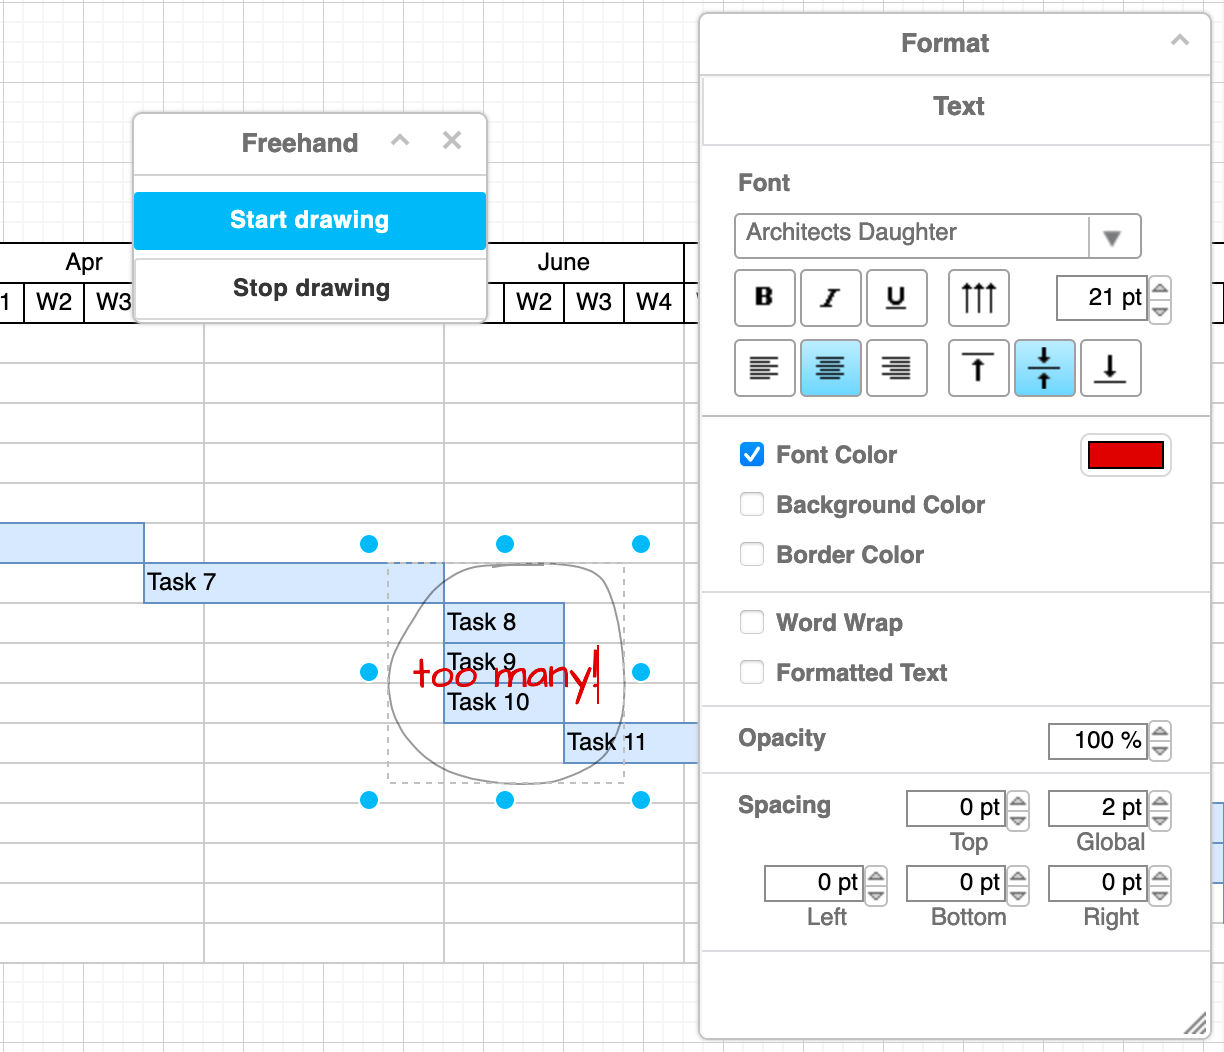 Format
Text
Freehand
Start drawing
Stop drawing
Font
Architects Daughter
B I U
21 pt
Apr
June
1 W2 W3
W2 W3 W4
Font Color
Background Color
Border Color
Word Wrap
Formatted Text
Task 7
Task 8
Task 9
too many!
Task 10
Task 11
Opacity
100 %
Spacing
0 pt
2 pt
Top
Global
0 pt
0 pt
0 pt
Left
Bottom
Right